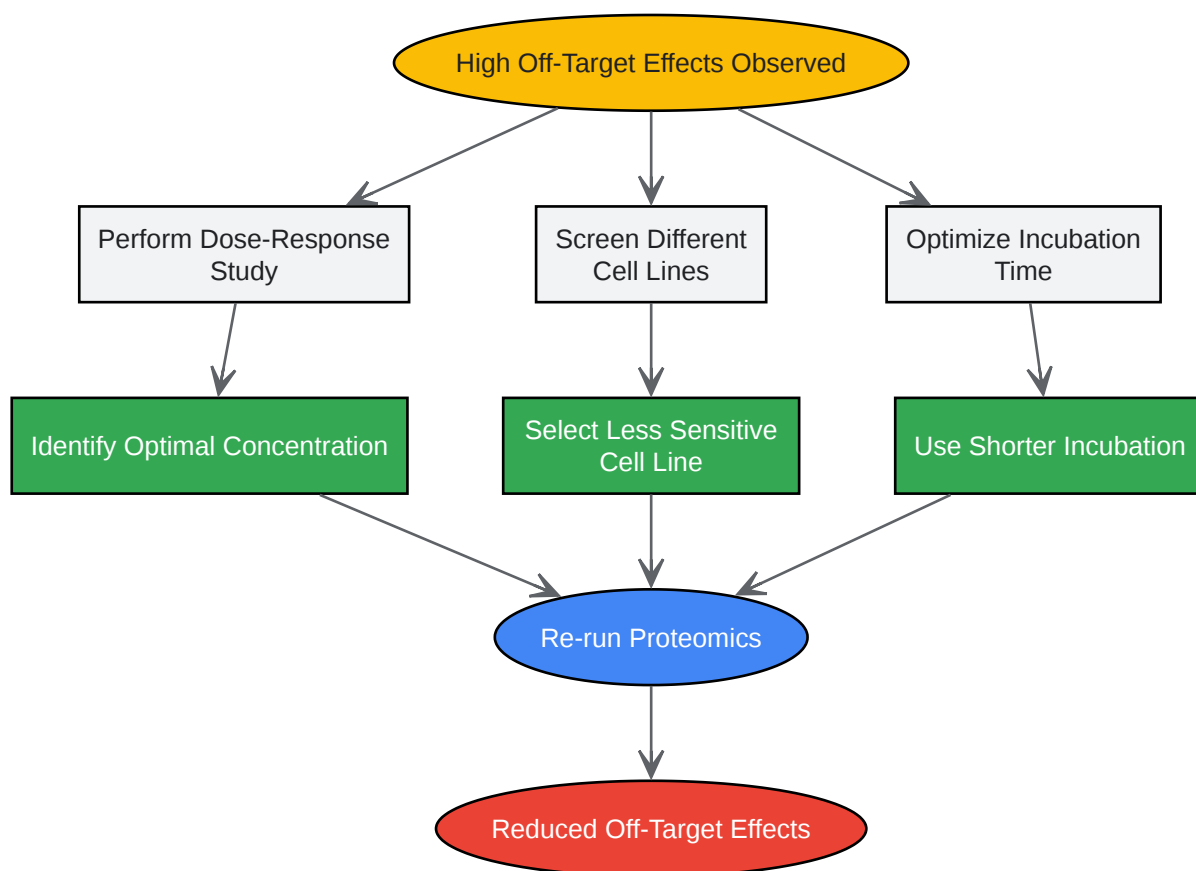 High Off-Target Effects Observed
Perform Dose-Response
Study
Screen Different
Cell Lines
Optimize Incubation
Time
Identify Optimal Concentration
Select Less Sensitive
Cell Line
Use Shorter Incubation
Re-run Proteomics
Reduced Off-Target Effects